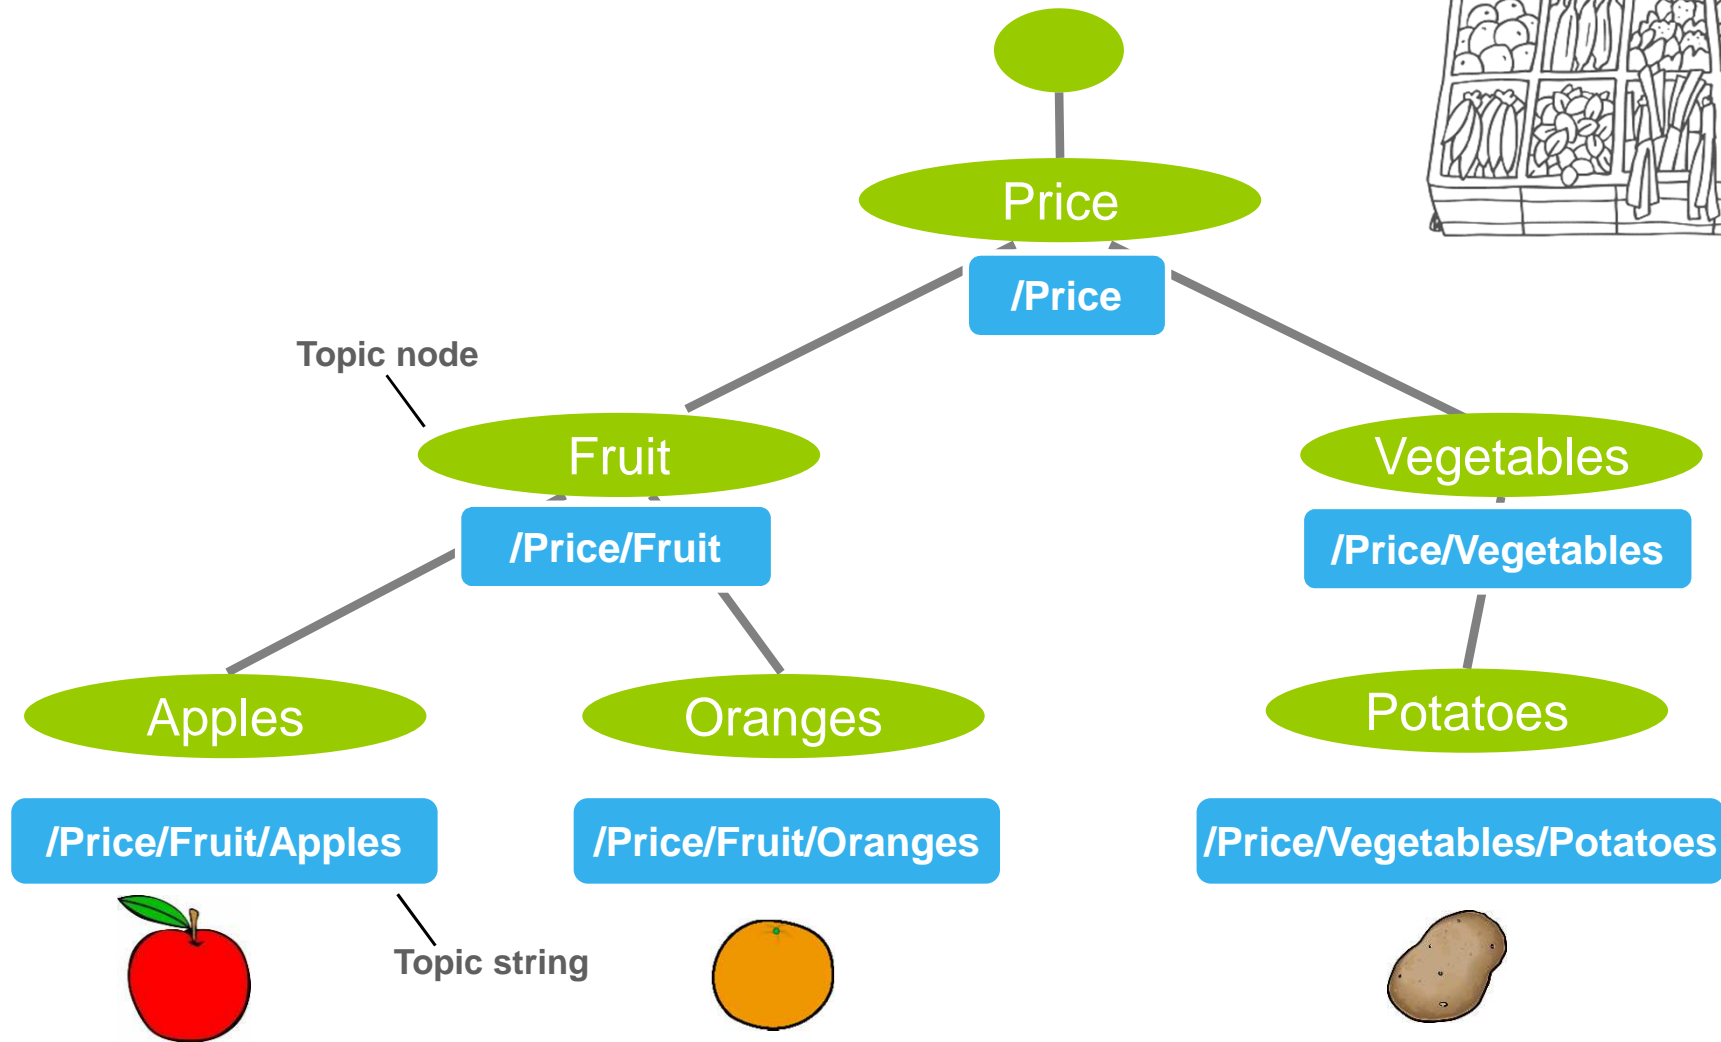 Price
/Price
Topic node
Fruit
Vegetables
/Price/Fruit
/Price/Vegetables
Apples
Oranges
Potatoes
/Price/Fruit/Apples
/Price/Fruit/Oranges
/Price/Vegetables/Potatoes
Topic string